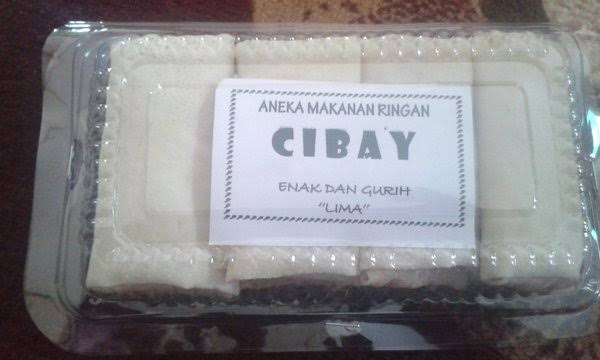 ANEKA MAKANAN RINGAN
CIBAY
ENAK DAN GURIH
"LIMA"